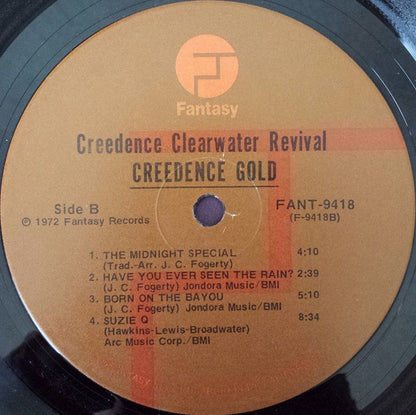 Fantasy
Creedence Clearwater Revival
CREEDENCE GOLD
Side B
℗ 1972 Fantasy Records
FANT-9418
(F-9418B)
1. THE MIDNIGHT SPECIAL 4:10
(Trad.-Arr. J. C. Fogerty)
2. HAVE YOU EVER SEEN THE RAIN? 2:39
(J. C. Fogerty) Jondora Music/BMI
3. BORN ON THE BAYOU 5:10
(J. C. Fogerty) Jondora Music/BMI
4. SUZIE Q 8:34
(Hawkins-Lewis-Broadwater)
Arc Music Corp./BMI